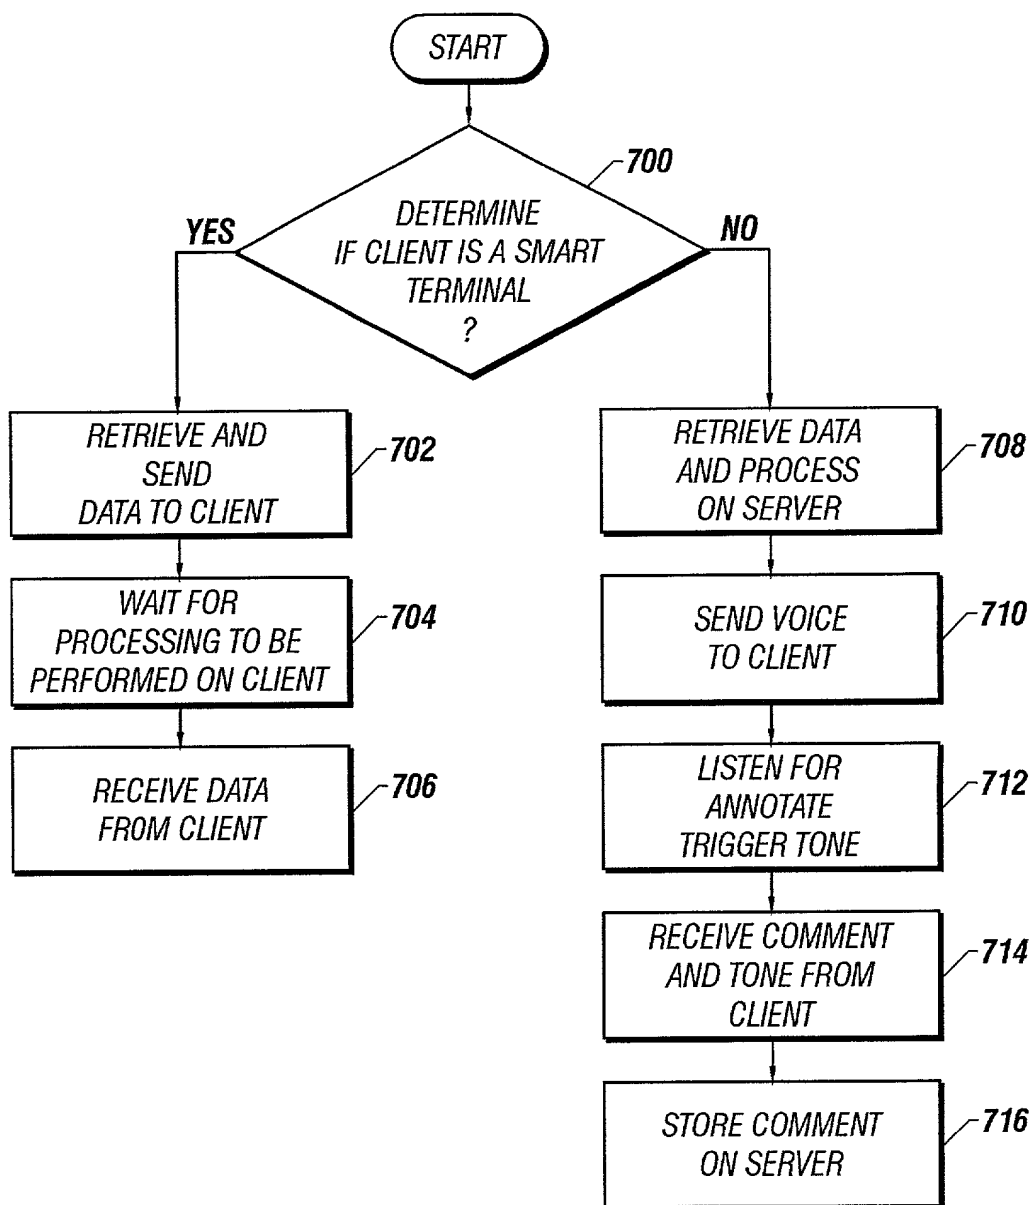 START
700
DETERMINE
IF CLIENT IS A SMART
TERMINAL
?
YES
NO
RETRIEVE AND
SEND
DATA TO CLIENT
702
WAIT FOR
PROCESSING TO BE
PERFORMED ON CLIENT
704
RECEIVE DATA
FROM CLIENT
706
RETRIEVE DATA
AND PROCESS
ON SERVER
708
SEND VOICE
TO CLIENT
710
LISTEN FOR
ANNOTATE
TRIGGER TONE
712
RECEIVE COMMENT
AND TONE FROM
CLIENT
714
STORE COMMENT
ON SERVER
716